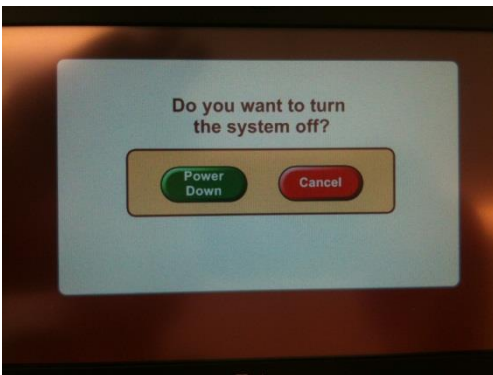 Do you want to turn
the system off?
Power
Down
Cancel